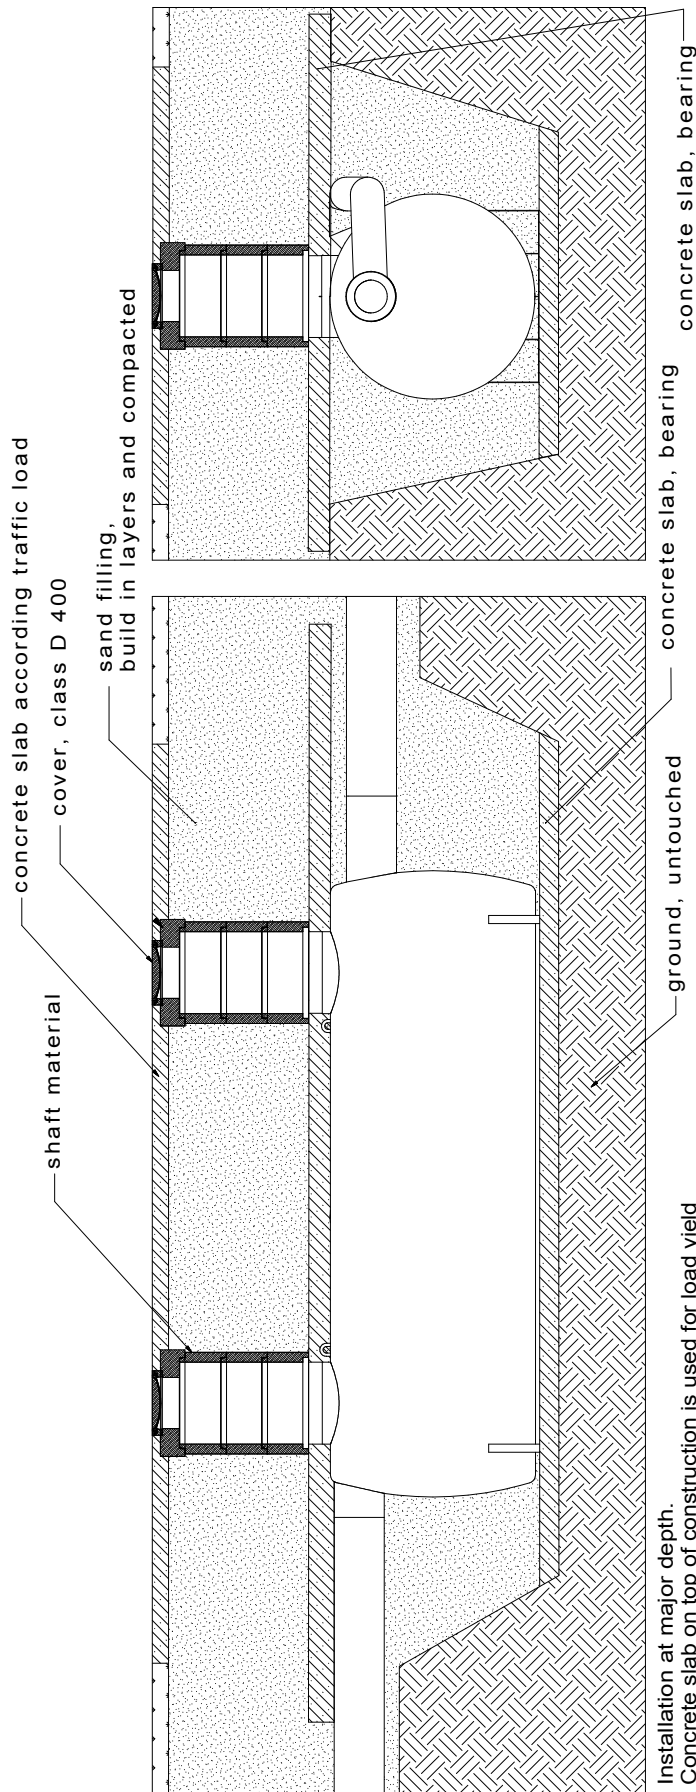 shaft material
concrete slab according traffic load
cover, class D 400
sand filling,
build in layers and compacted
ground, untouched
concrete slab, bearing
concrete slab, bearing
Installation at major depth.
Concrete slab on top of construction is used for load yield